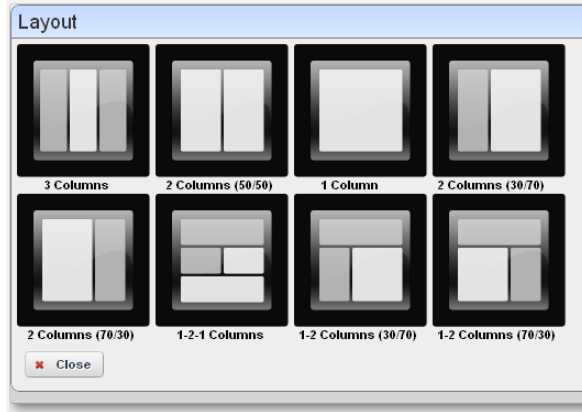 Layout
3 Columns 2 Columns (50/50) 1 Column 2 Columns (30/70)
2 Columns (70/30) 1-2-1 Columns 1-2 Columns (30/70) 1-2 Columns (70/30)
Close